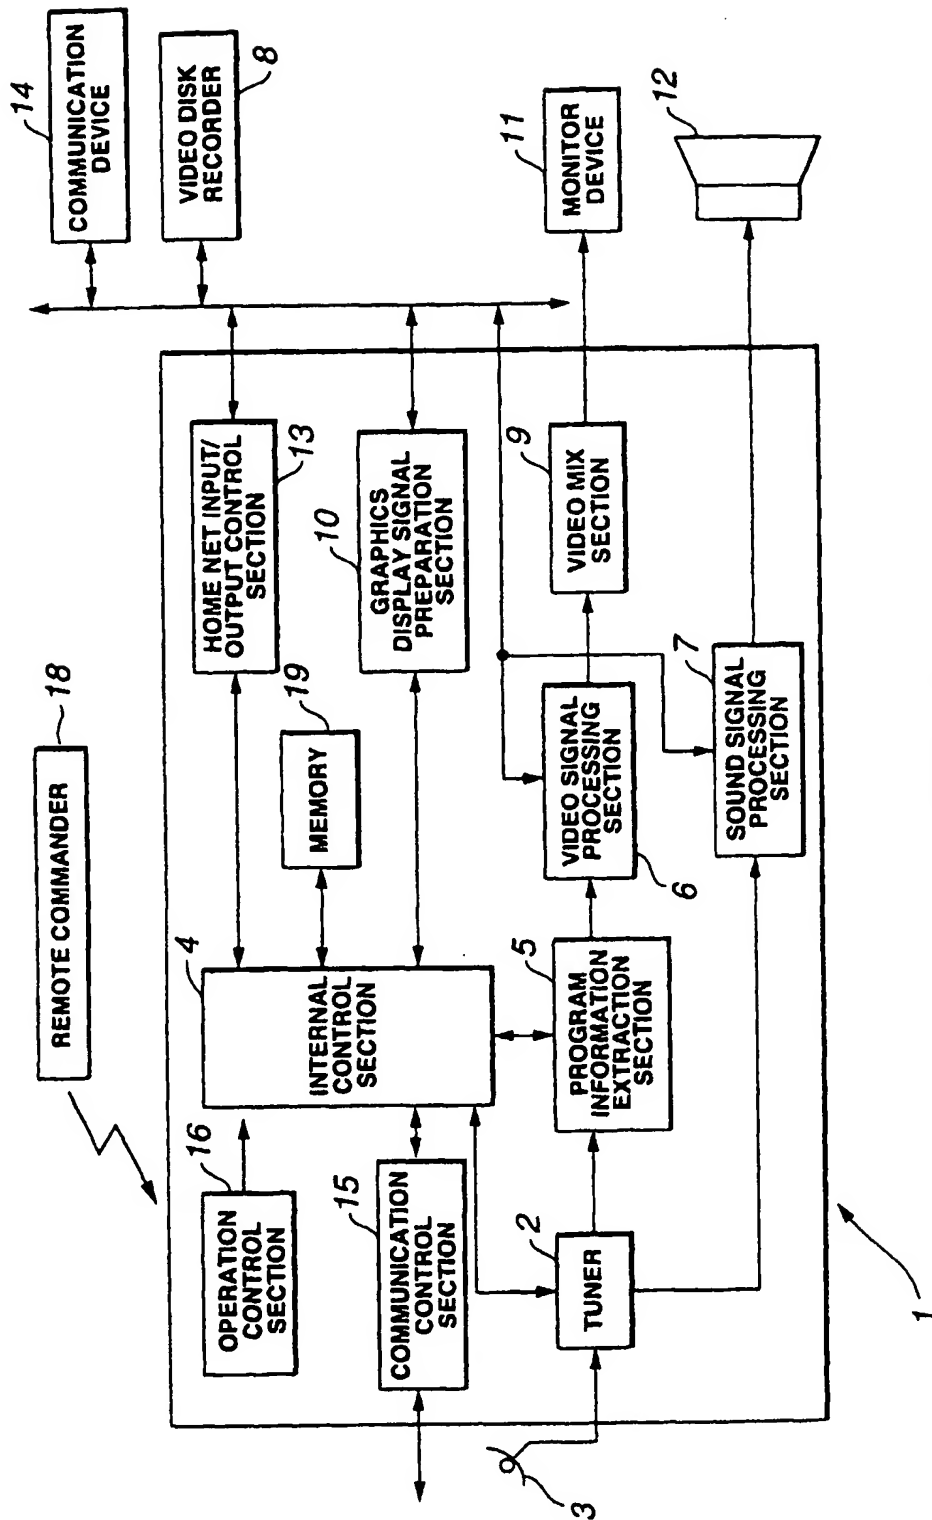 REMOTE COMMANDER
18
14
COMMUNICATION
DEVICE
8
VIDEO DISK
RECORDER
16
OPERATION
CONTROL
SECTION
4
INTERNAL
CONTROL
SECTION
19
MEMORY
HOME NET INPUT/
OUTPUT CONTROL
SECTION
13
10
GRAPHICS
DISPLAY SIGNAL
PREPARATION
SECTION
15
COMMUNICATION
CONTROL
SECTION
3
2
TUNER
5
PROGRAM
INFORMATION
EXTRACTION
SECTION
VIDEO SIGNAL
PROCESSING
SECTION
6
9
VIDEO MIX
SECTION
11
MONITOR
DEVICE
7
SOUND SIGNAL
PROCESSING
SECTION
12
1